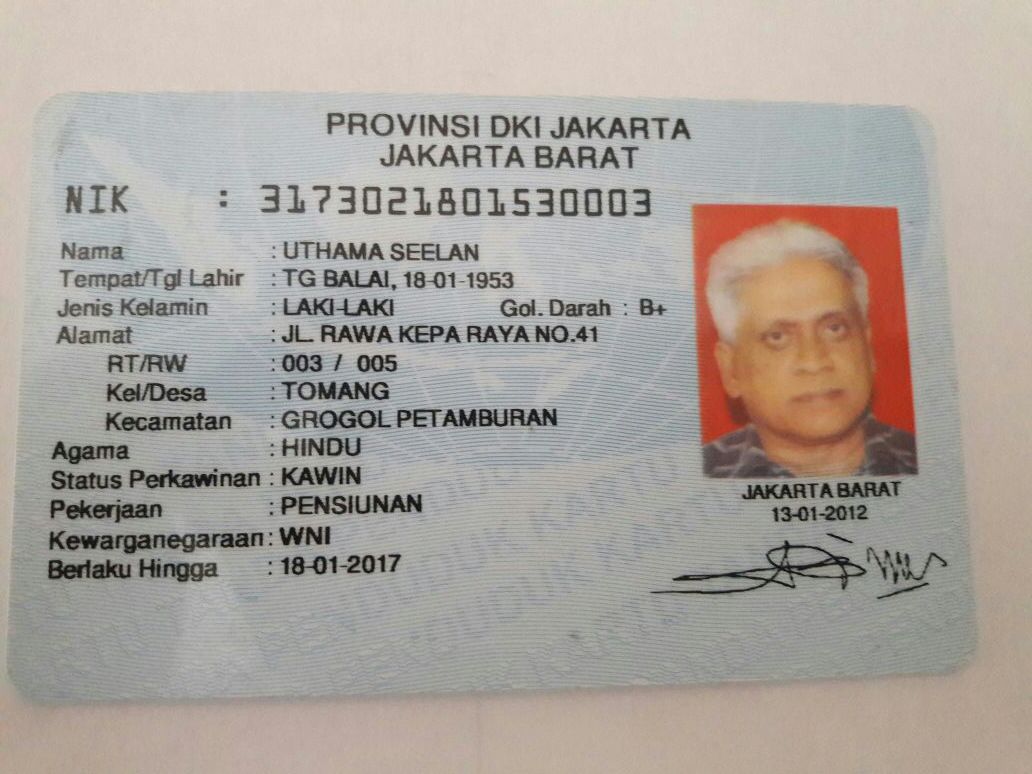 PROVINSI DKI JAKARTA
JAKARTA BARAT
NIK : 3173021801530003
Nama : UTHAMA SEELAN
Tempat/Tgl Lahir : TG BALAI, 18-01-1953
Jenis Kelamin : LAKI-LAKI Gol. Darah : B+
Alamat : JL. RAWA KEPA RAYA NO.41
RT/RW : 003 / 005
Kel/Desa : TOMANG
Kecamatan : GROGOL PETAMBURAN
Agama : HINDU
Status Perkawinan : KAWIN
Pekerjaan : PENSIUNAN
Kewarganegaraan : WNI
Berlaku Hingga : 18-01-2017
JAKARTA BARAT
13-01-2012